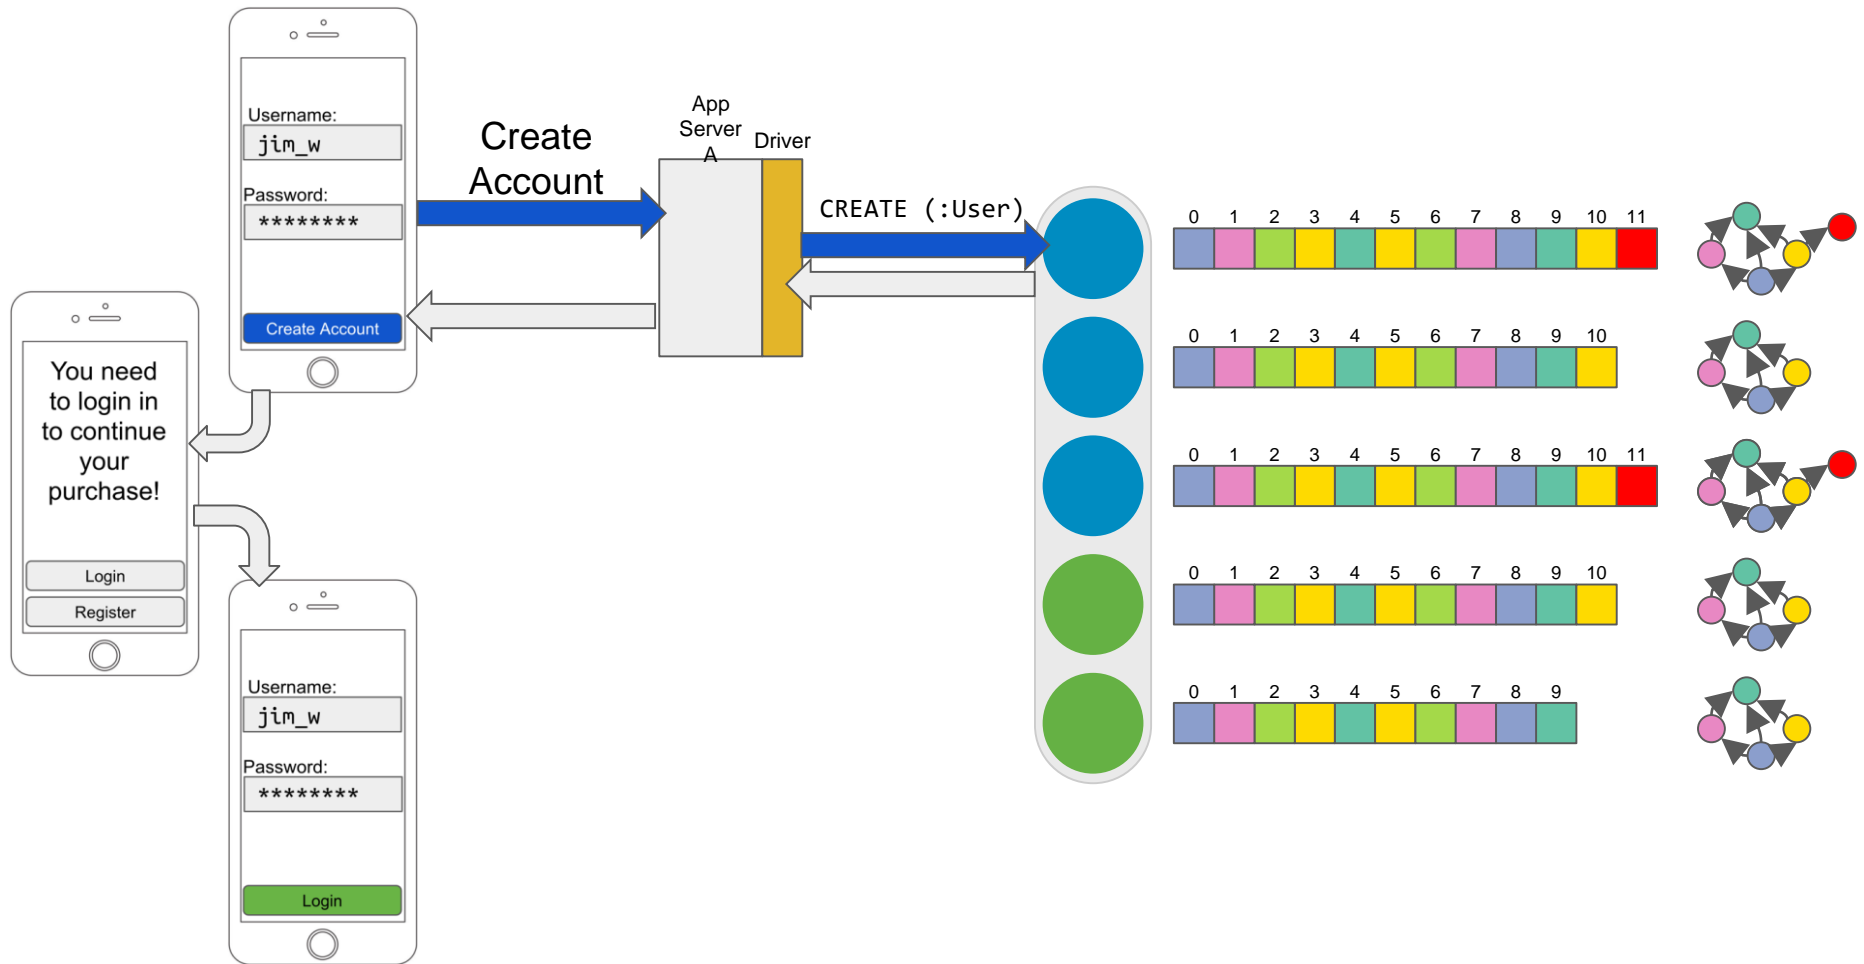 Username:
jim_w
Password:
********
Create Account
You need
to login in
to continue
your
purchase!
Login
Register
Username:
jim_w
Password:
********
Login
Create
Account
App
Server
A
Driver
CREATE (:User)
0 1 2 3 4 5 6 7 8 9 10 11
0 1 2 3 4 5 6 7 8 9 10
0 1 2 3 4 5 6 7 8 9 10 11
0 1 2 3 4 5 6 7 8 9 10
0 1 2 3 4 5 6 7 8 9